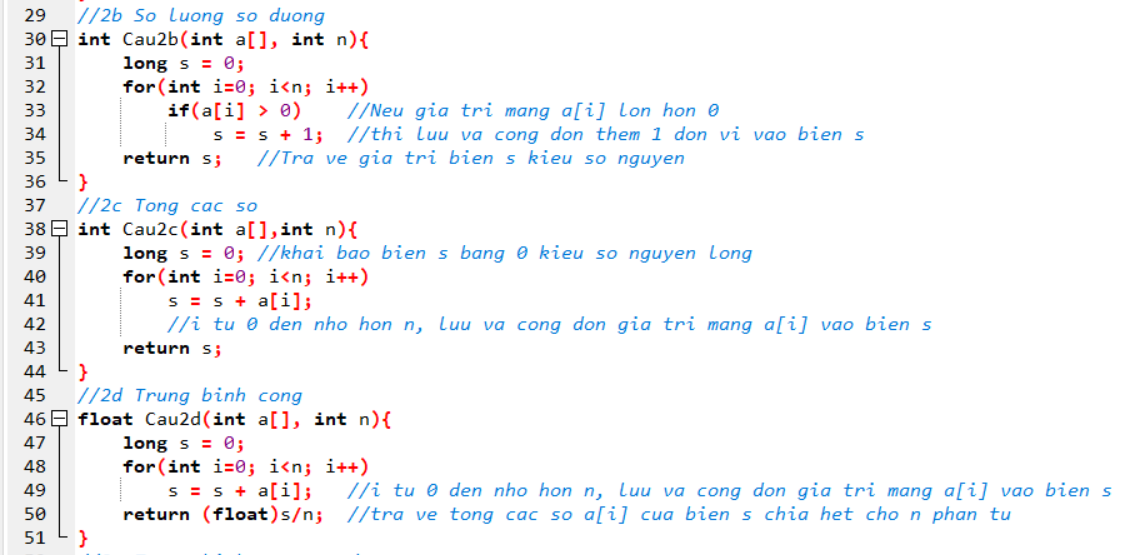 29 //2b So luong so duong
30 int Cau2b(int a[], int n){
31 long s = 0;
32 for(int i=0; i<n; i++)
33 if(a[i] > 0) //Neu gia tri mang a[i] lon hon 0
34 s = s + 1; //thi luu va cong don them 1 don vi vao bien s
35 return s; //Tra ve gia tri bien s kieu so nguyen
36 }
37 //2c Tong cac so
38 int Cau2c(int a[],int n){
39 long s = 0; //khai bao bien s bang 0 kieu so nguyen long
40 for(int i=0; i<n; i++)
41 s = s + a[i];
42 //i tu 0 den nho hon n, luu va cong don gia tri mang a[i] vao bien s
43 return s;
44 }
45 //2d Trung binh cong
46 float Cau2d(int a[], int n){
47 long s = 0;
48 for(int i=0; i<n; i++)
49 s = s + a[i]; //i tu 0 den nho hon n, luu va cong don gia tri mang a[i] vao bien s
50 return (float)s/n; //tra ve tong cac so a[i] cua bien s chia het cho n phan tu
51 }